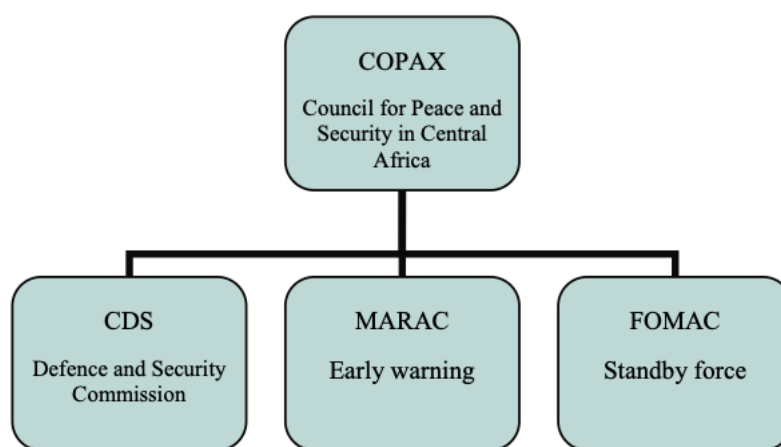 COPAX
Council for Peace and
Security in Central
Africa
CDS
Defence and Security
Commission
MARAC
Early warning
FOMAC
Standby force